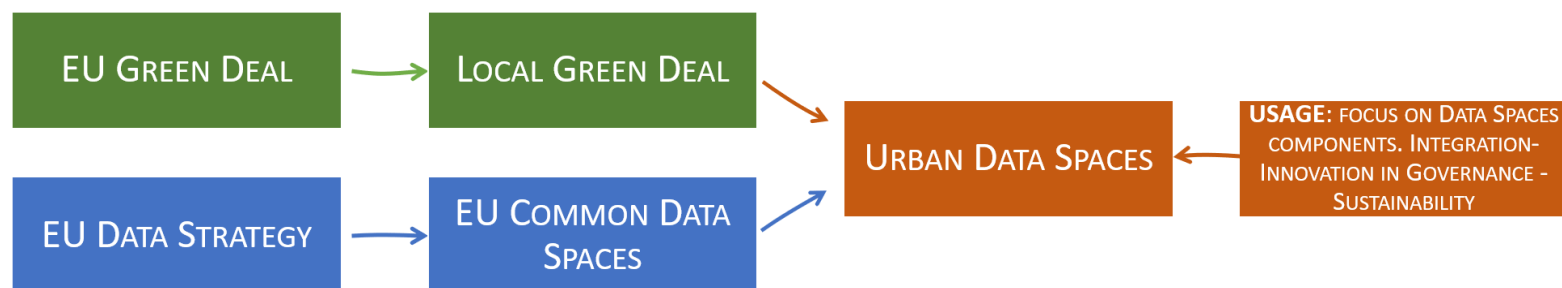 EU GREEN DEAL
LOCAL GREEN DEAL
EU DATA STRATEGY
EU COMMON DATA
SPACES
URBAN DATA SPACES
USAGE: FOCUS ON DATA SPACES
COMPONENTS. INTEGRATION-
INNOVATION IN GOVERNANCE -
SUSTAINABILITY